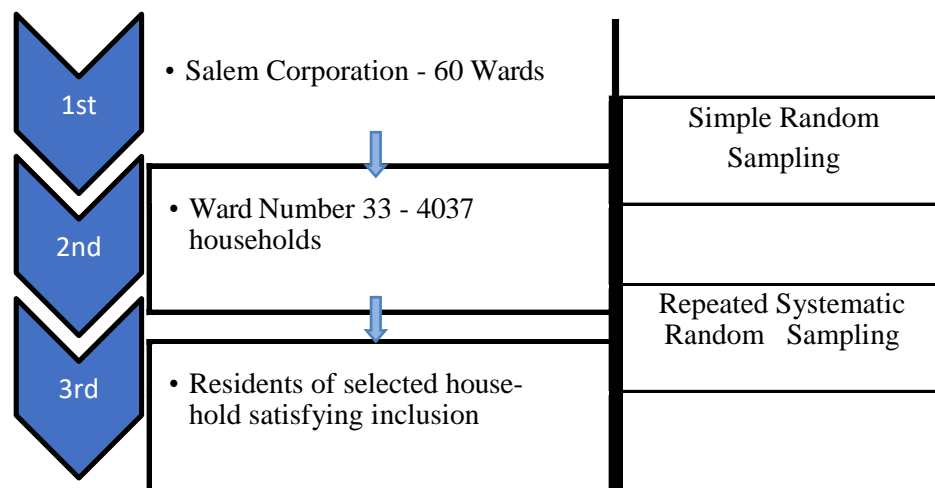 1st
• Salem Corporation - 60 Wards
Simple Random
Sampling
2nd
• Ward Number 33 - 4037
households
Repeated Systematic
Random Sampling
3rd
• Residents of selected house-
hold satisfying inclusion